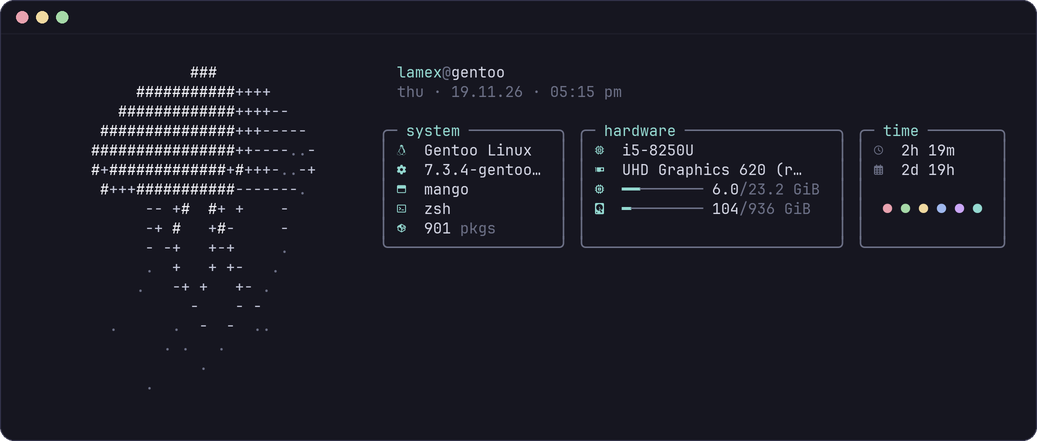 lamex@gentoo
thu · 19.11.26 · 05:15 pm
system
Gentoo Linux
7.3.4-gentoo…
mango
zsh
901 pkgs
hardware
i5-8250U
UHD Graphics 620 (r…
6.0/23.2 GiB
104/936 GiB
time
2h 19m
2d 19h